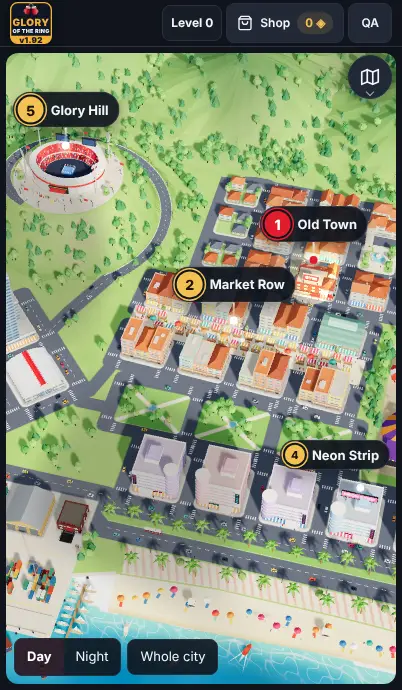 GLORY
OF THE RING
v1.92
Level 0
Shop
0
QA
5 Glory Hill
1 Old Town
2 Market Row
4 Neon Strip
Day
Night
Whole city